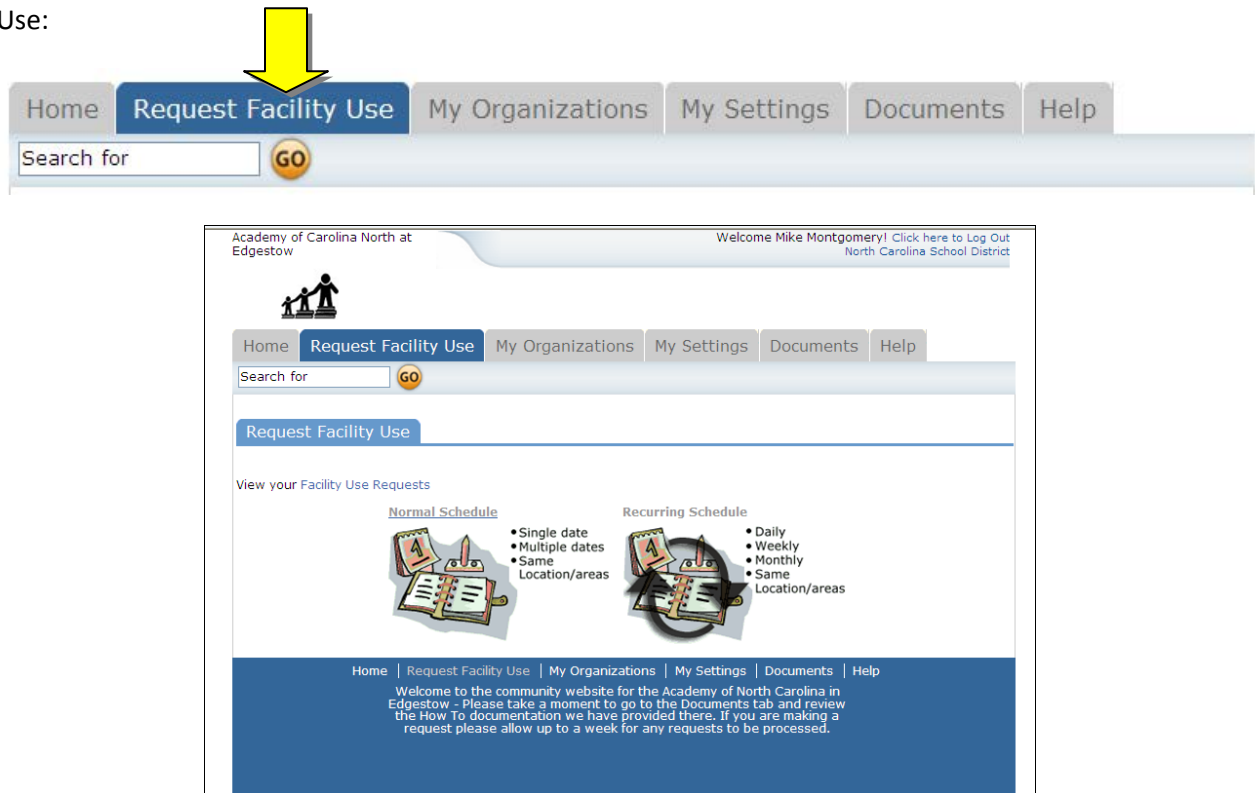 Use:
Home Request Facility Use My Organizations My Settings Documents Help
Search for GO
Academy of Carolina North at
Edgestow
Welcome Mike Montgomery! Click here to Log Out
North Carolina School District
Home Request Facility Use My Organizations My Settings Documents Help
Search for GO
Request Facility Use
View your Facility Use Requests
Normal Schedule
• Single date
• Multiple dates
• Same
Location/areas
Recurring Schedule
• Daily
• Weekly
• Monthly
• Same
Location/areas
Home | Request Facility Use | My Organizations | My Settings | Documents | Help
Welcome to the community website for the Academy of North Carolina in
Edgestow - Please take a moment to go to the Documents tab and review
the How To documentation we have provided there. If you are making a
request please allow up to a week for any requests to be processed.